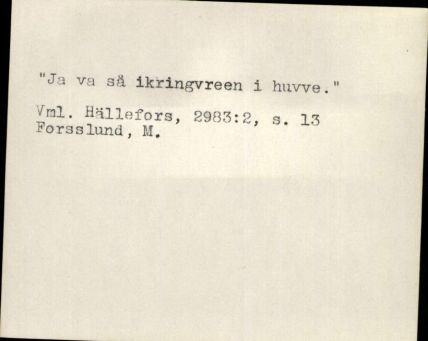 "Ja va så ikringvreen i huvve."
Vml. Hällefors, 2983:2, s. 13
Forsslund, M.